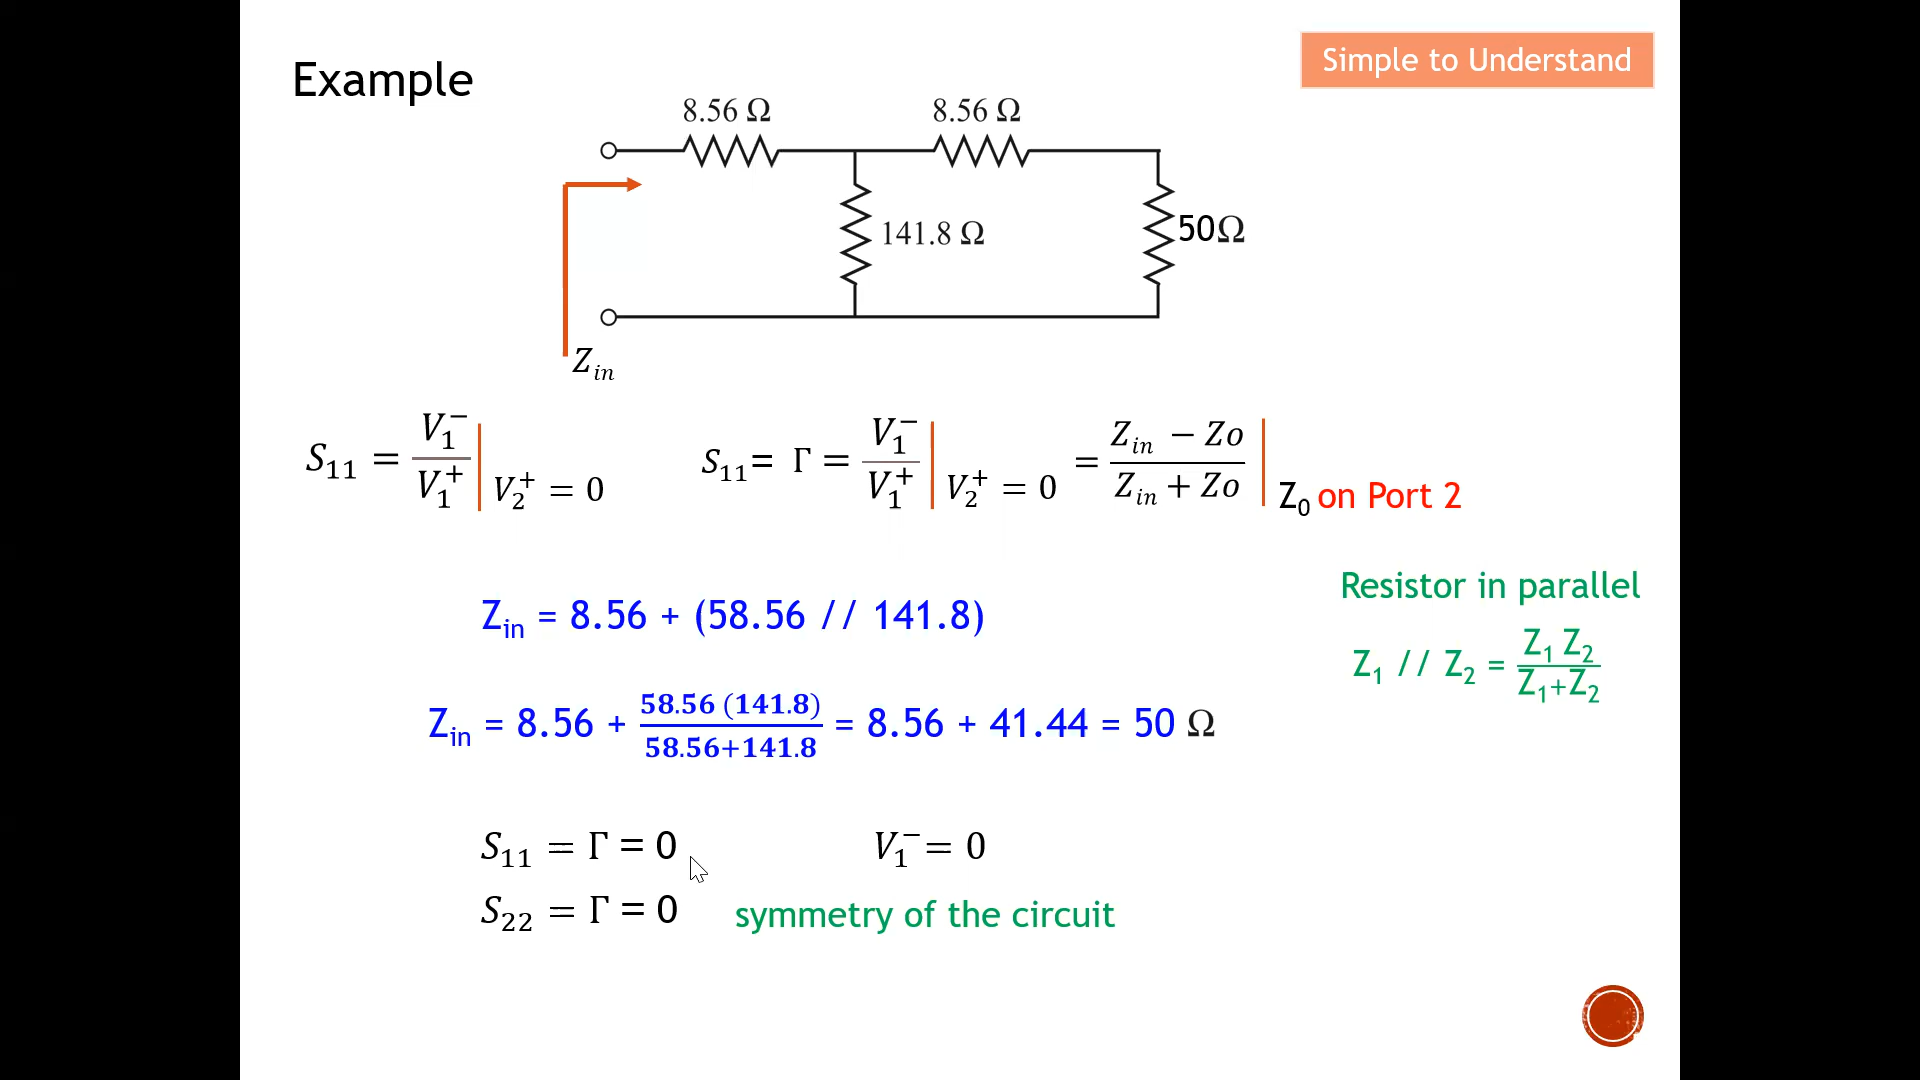 Simple to Understand
Example
8.56 Ω 8.56 Ω
141.8 Ω 50Ω
Z_in
S_11 = V_1^- / V_1^+ | V_2^+ = 0 S_11 = Γ = V_1^- / V_1^+ | V_2^+ = 0 = Z_in − Zo / Z_in + Zo | Z_0 on Port 2
Resistor in parallel
Z_in = 8.56 + (58.56 // 141.8)
Z_1 // Z_2 = Z_1 Z_2 / Z_1+Z_2
Z_in = 8.56 + 58.56 (141.8) / 58.56+141.8 = 8.56 + 41.44 = 50 Ω
S_11 = Γ = 0 V_1^- = 0
S_22 = Γ = 0 symmetry of the circuit